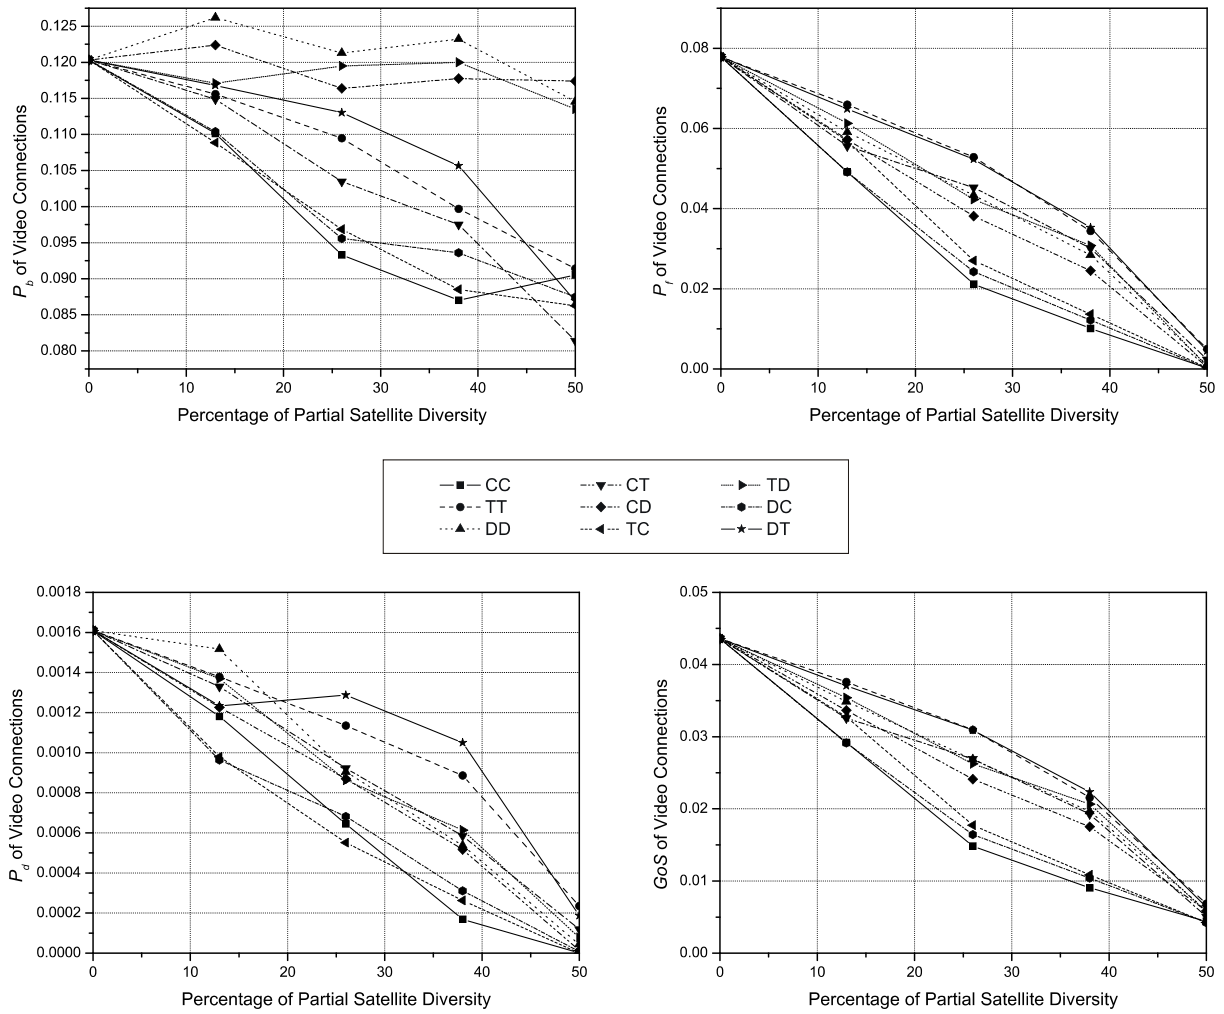 0.125
0.120
0.115
0.110
0.105
0.100
0.095
0.090
0.085
0.080
P_b of Video Connections
0 10 20 30 40 50
Percentage of Partial Satellite Diversity
0.08
0.06
0.04
0.02
0.00
P_f of Video Connections
0 10 20 30 40 50
Percentage of Partial Satellite Diversity
CC CT TD
TT CD DC
DD TC DT
0.0018
0.0016
0.0014
0.0012
0.0010
0.0008
0.0006
0.0004
0.0002
0.0000
P_d of Video Connections
0 10 20 30 40 50
Percentage of Partial Satellite Diversity
0.05
0.04
0.03
0.02
0.01
0.00
GoS of Video Connections
0 10 20 30 40 50
Percentage of Partial Satellite Diversity